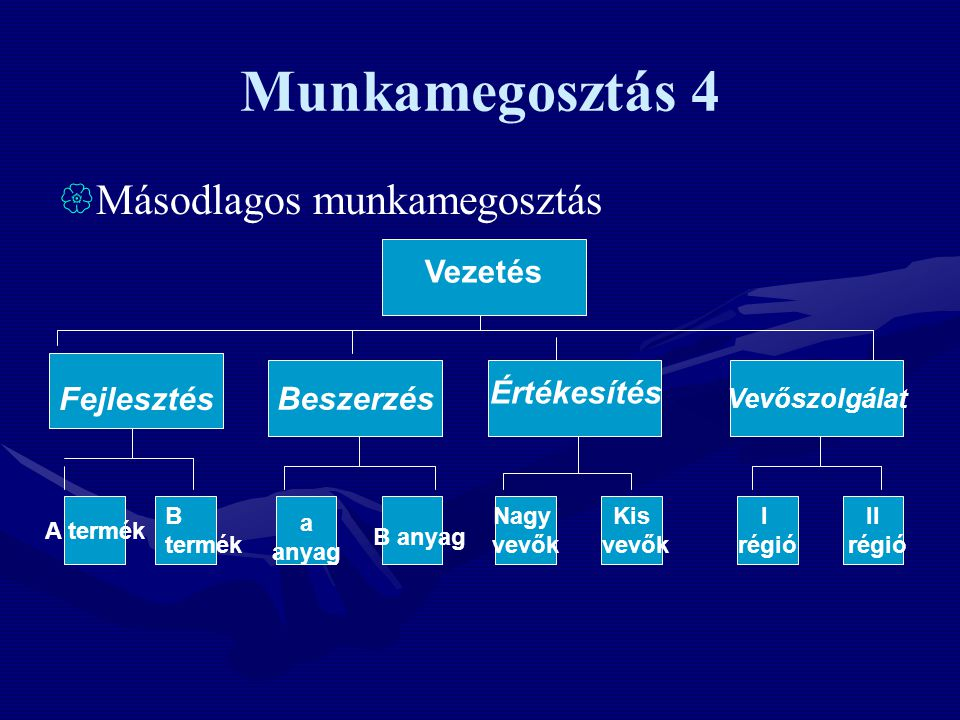 Munkamegosztás 4
Másodlagos munkamegosztás
Vezetés
Fejlesztés
Beszerzés
Értékesítés
Vevőszolgálat
A termék
B
termék
a
anyag
B anyag
Nagy
vevők
Kis
vevők
I
régió
II
régió